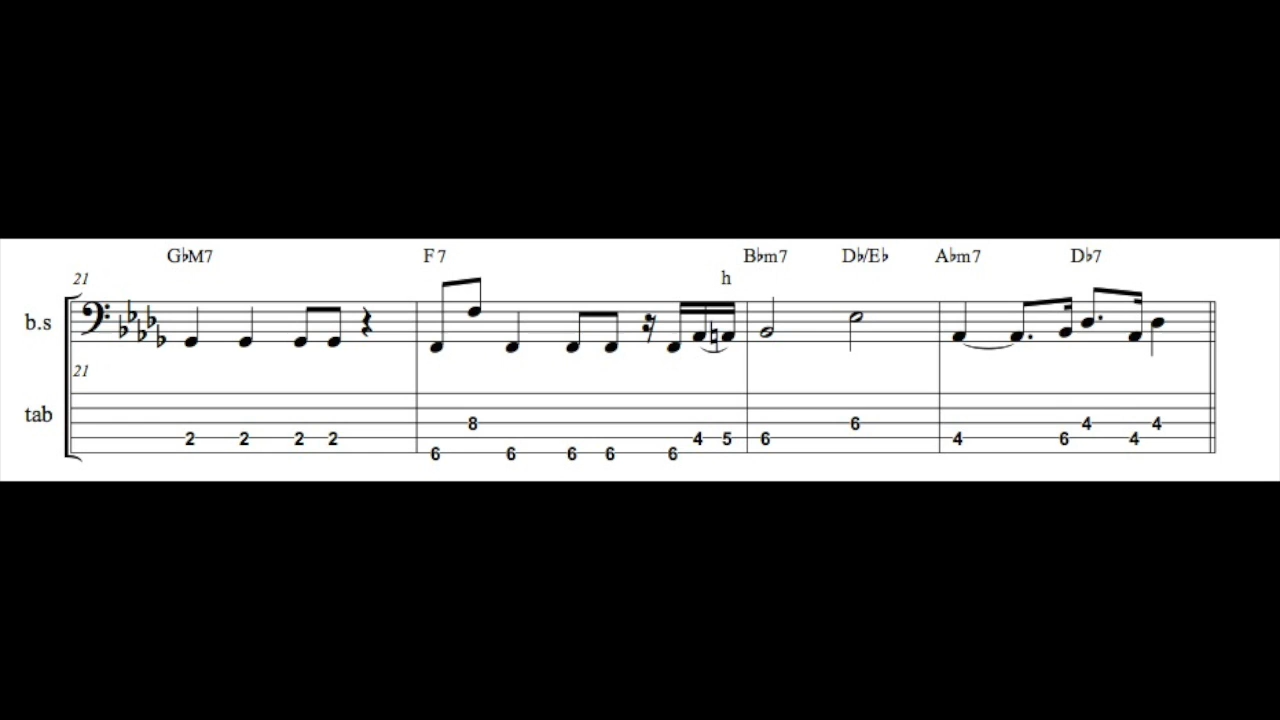 G♭M7 F7 B♭m7 D♭/E♭ A♭m7 D♭7
21 h
b.s
21
tab
8 4 4
2 2 2 2 4 5 6 6 4 6 4
6 6 6 6 6